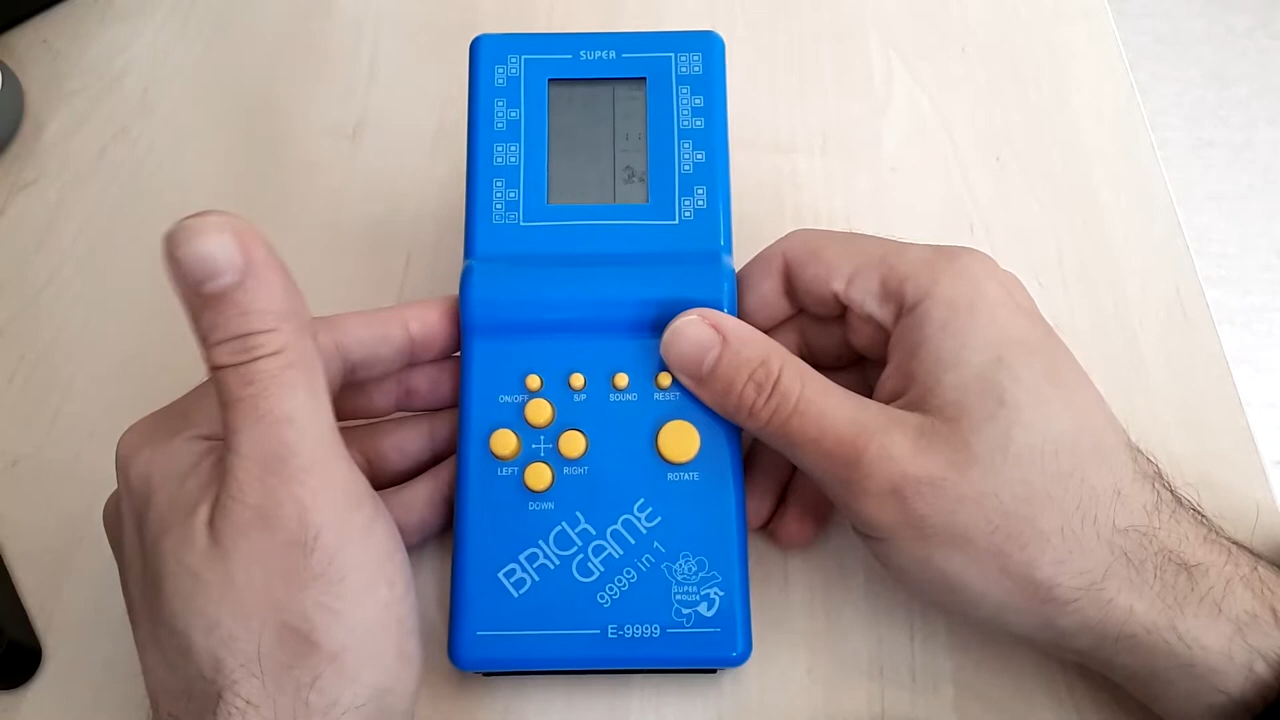 SUPER
ON/OFF S/P SOUND RESET
LEFT RIGHT ROTATE
DOWN
BRICK
GAME
9999 in 1
SUPER
MOUSE
E-9999